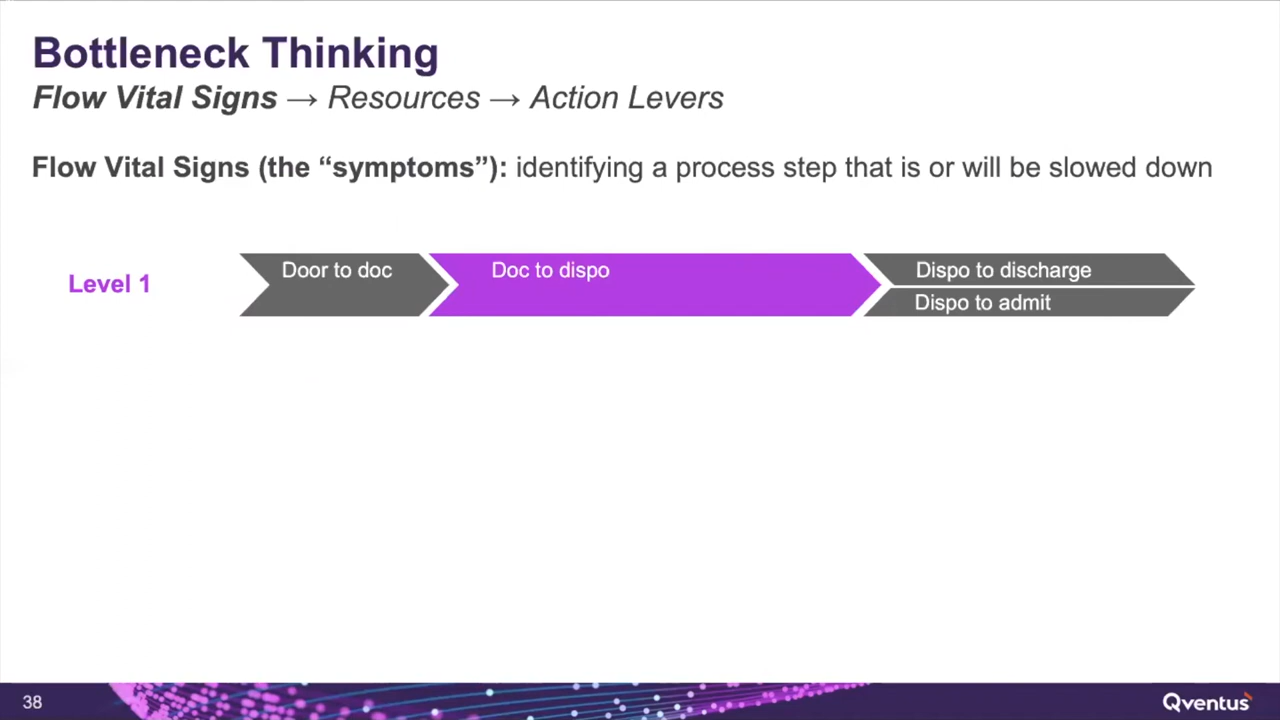 Bottleneck Thinking
Flow Vital Signs → Resources → Action Levers
Flow Vital Signs (the “symptoms”): identifying a process step that is or will be slowed down
Level 1
Door to doc
Doc to dispo
Dispo to discharge
Dispo to admit
38
Qventus